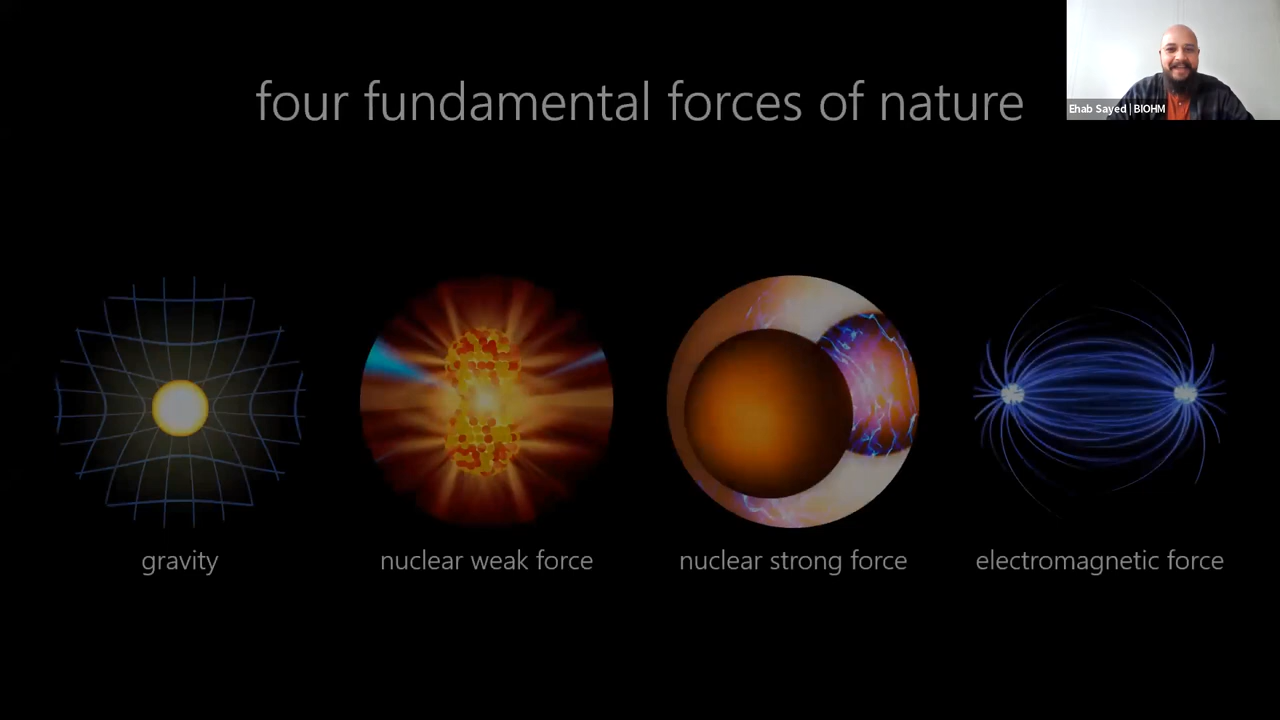 four fundamental forces of nature
Ehab Sayed | BIOHM
gravity
nuclear weak force
nuclear strong force
electromagnetic force